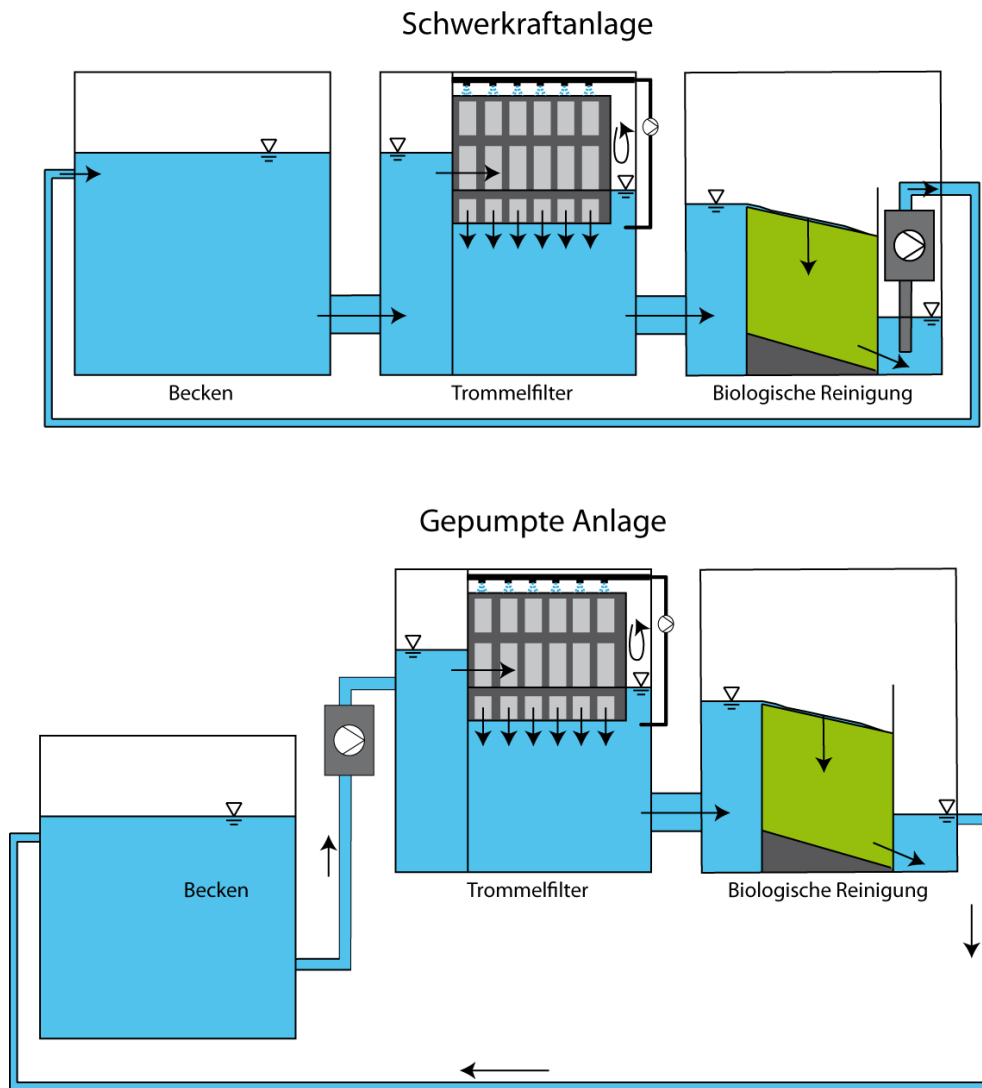 Schwerkraftanlage
Becken
Trommelfilter
Biologische Reinigung
Gepumpte Anlage
Becken
Trommelfilter
Biologische Reinigung